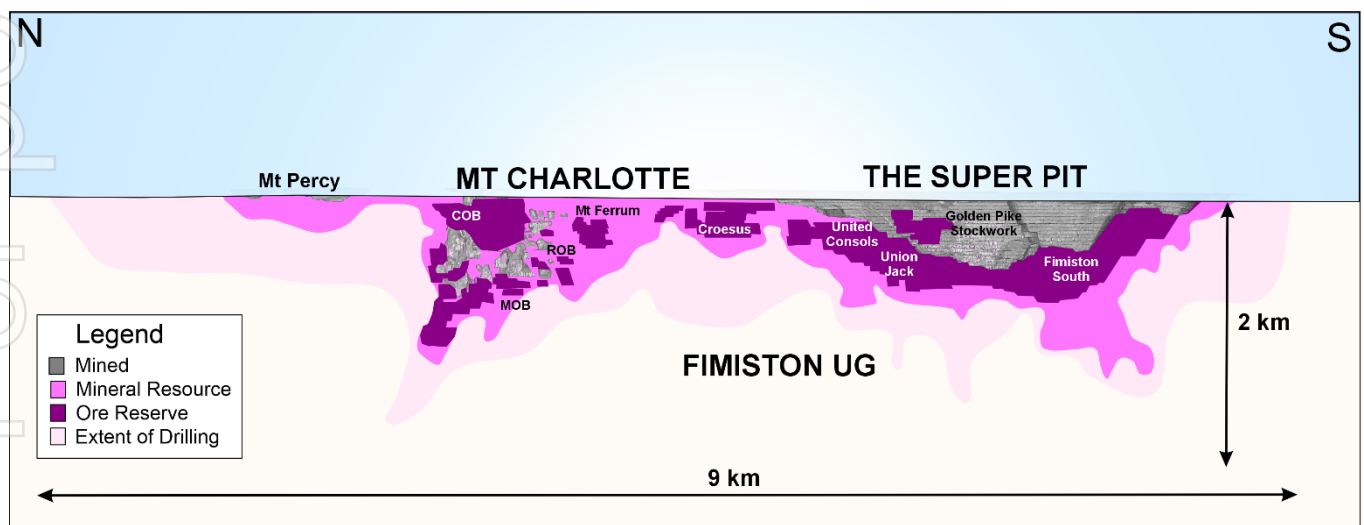 N
S
Mt Percy
MT CHARLOTTE
THE SUPER PIT
COB
Mt Ferrum
ROB
MOB
Croesus
United
Consols
Union
Jack
Golden Pike
Stockwork
Fimiston
South
FIMISTON UG
2 km
9 km
Legend
Mined
Mineral Resource
Ore Reserve
Extent of Drilling